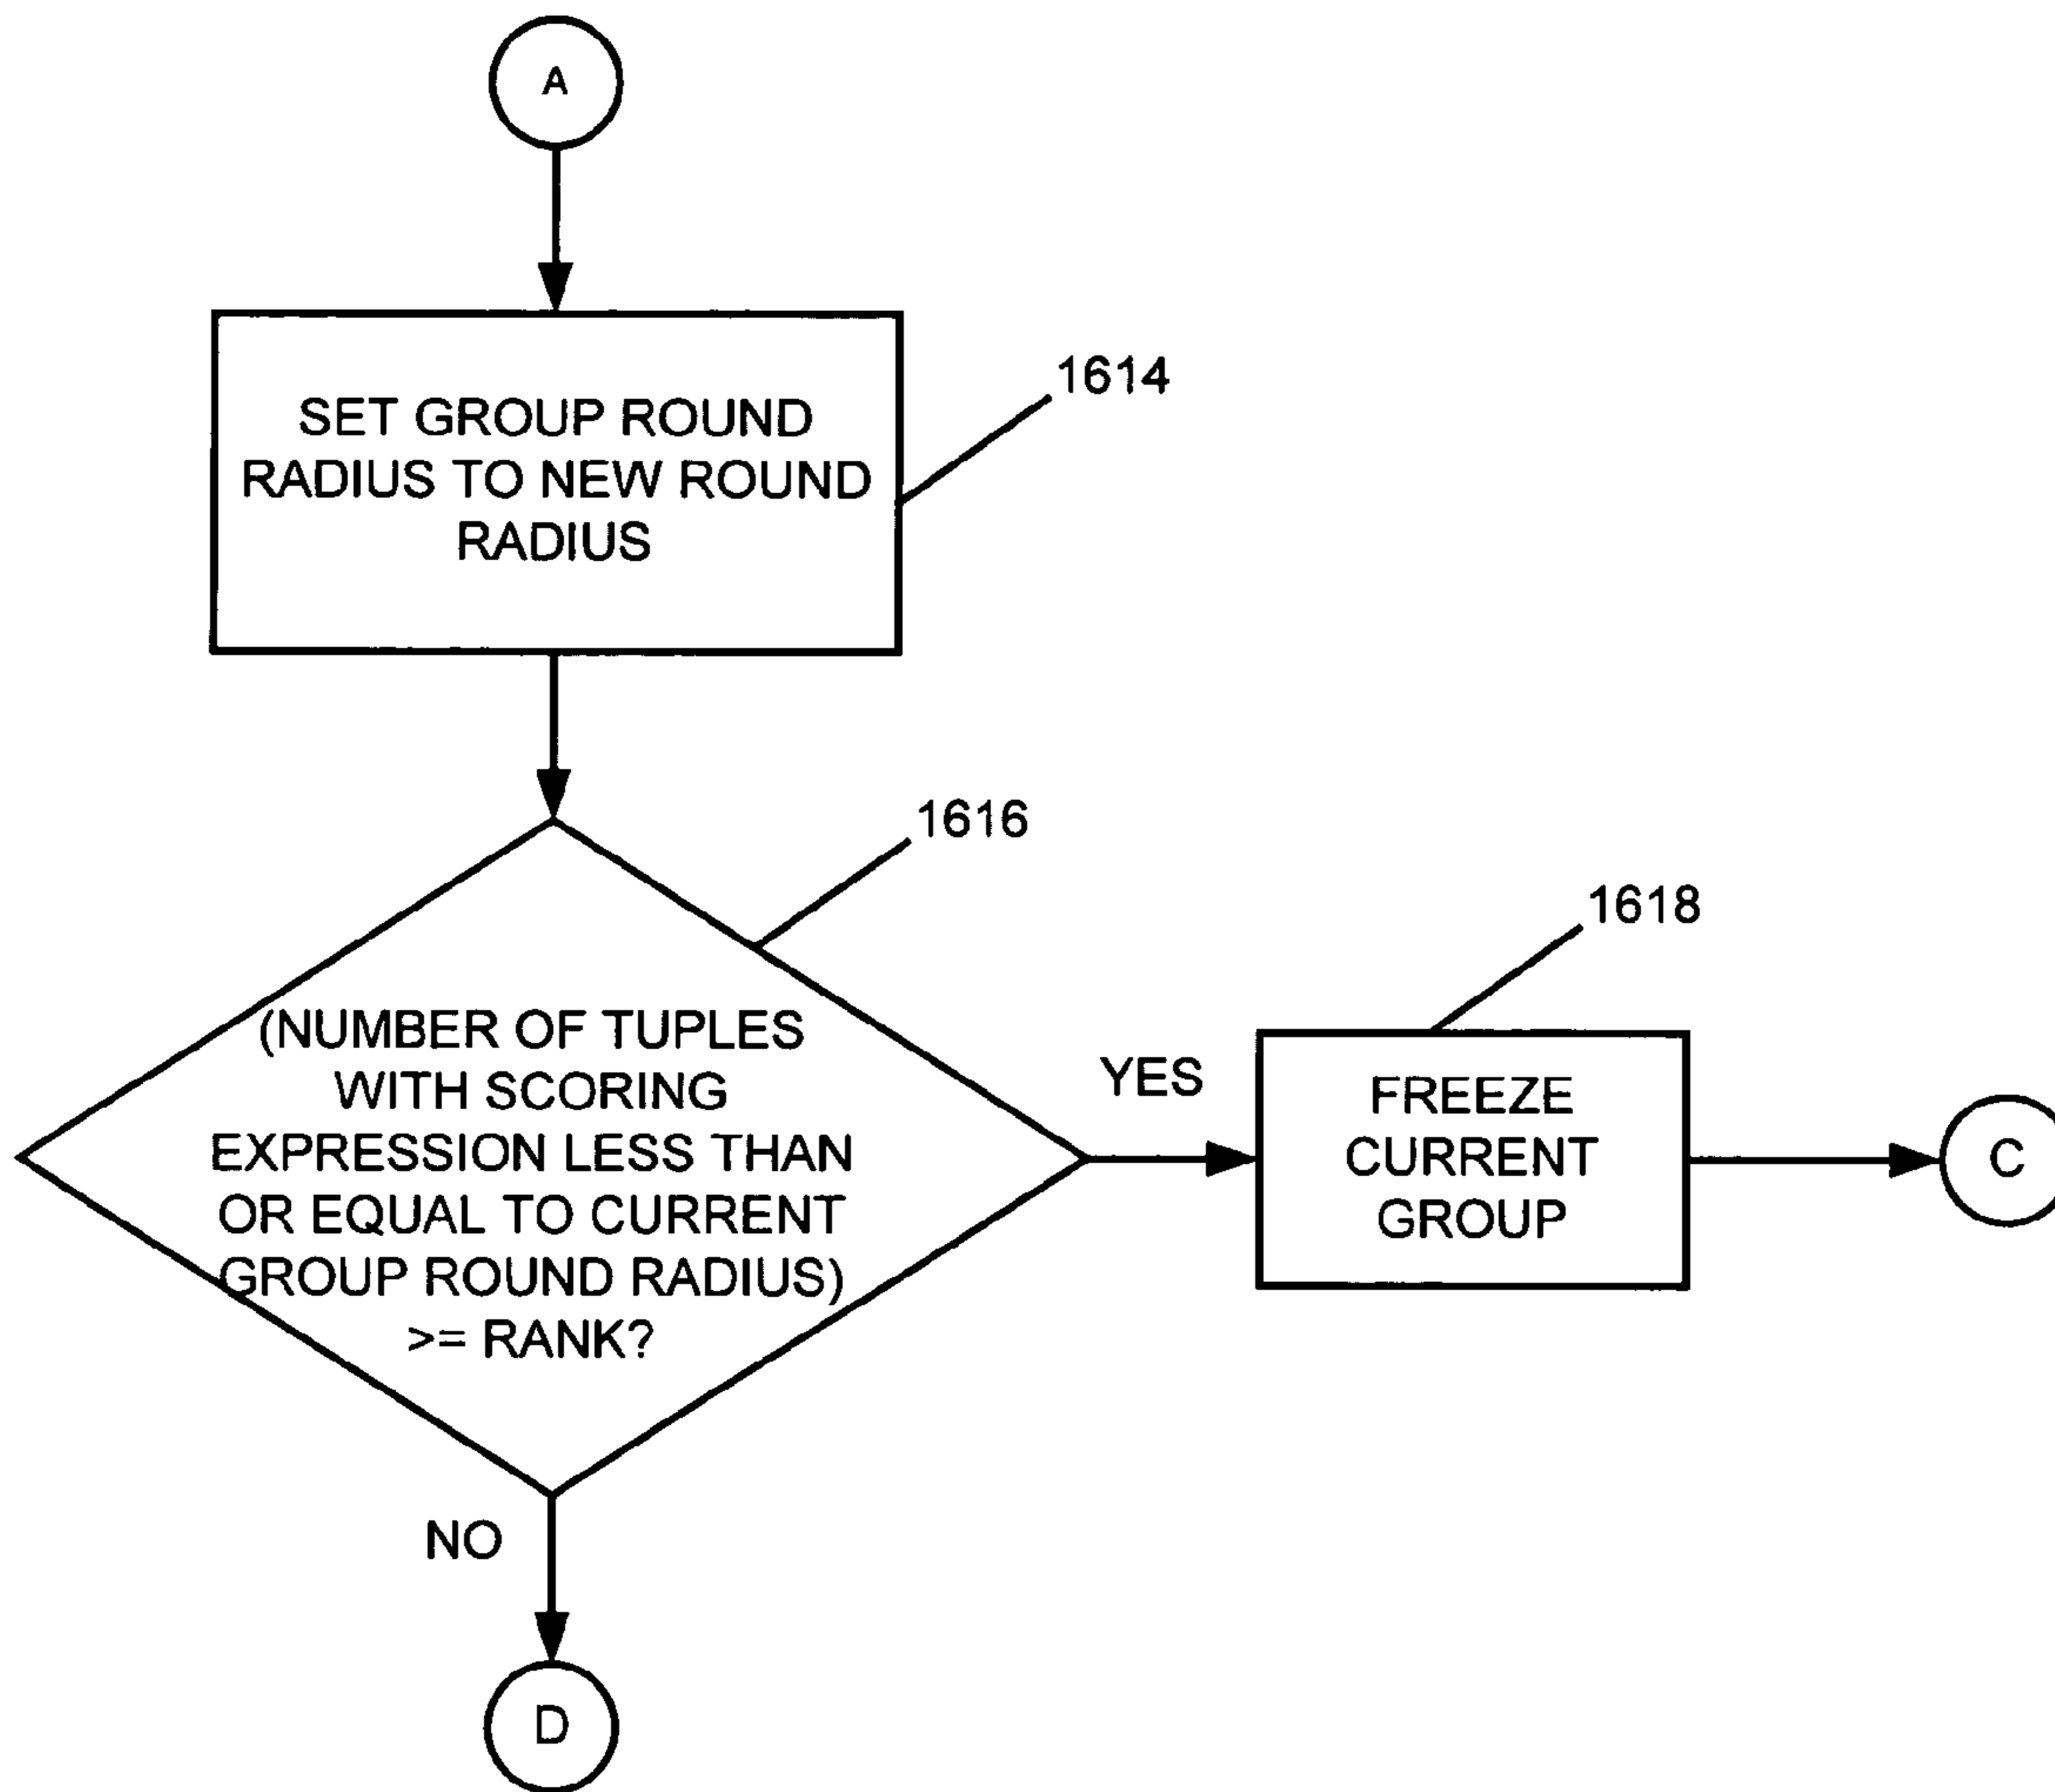 A
SET GROUP ROUND
RADIUS TO NEW ROUND
RADIUS
1614
1616
(NUMBER OF TUPLES
WITH SCORING
EXPRESSION LESS THAN
OR EQUAL TO CURRENT
GROUP ROUND RADIUS)
>= RANK?
YES
1618
FREEZE
CURRENT
GROUP
C
NO
D